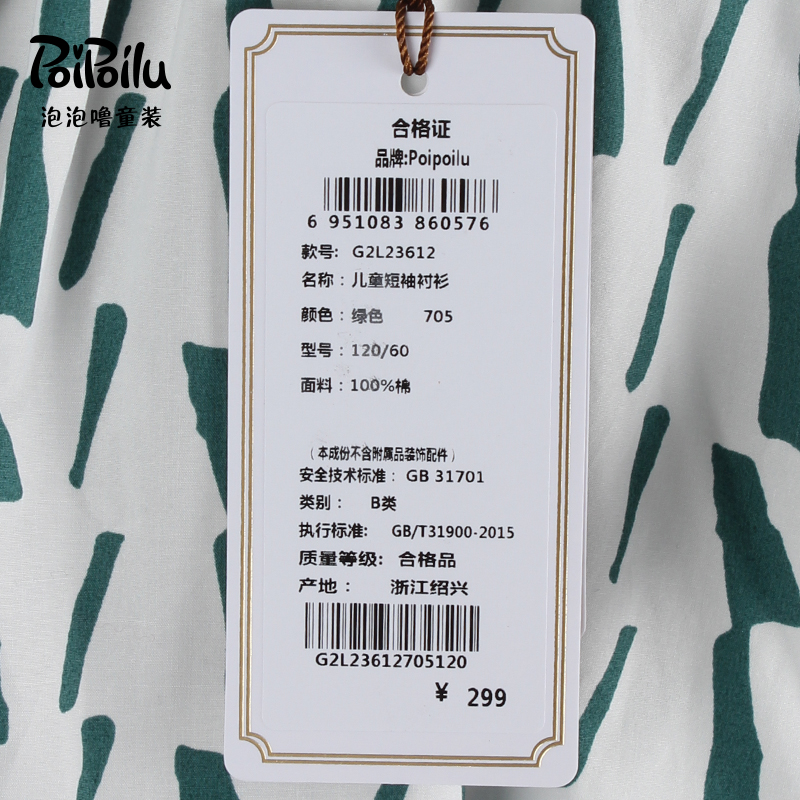 PoiPoilu
泡泡噜童装
合格证
品牌:Poipoilu
6 951083 860576
款号: G2L23612
名称：儿童短袖衬衫
颜色：绿色 705
型号：120/60
面料：100%棉
（本成份不含附属品装饰配件）
安全技术标准：GB 31701
类别： B类
执行标准: GB/T31900-2015
质量等级: 合格品
产地： 浙江绍兴
G2L23612705120
¥ 299